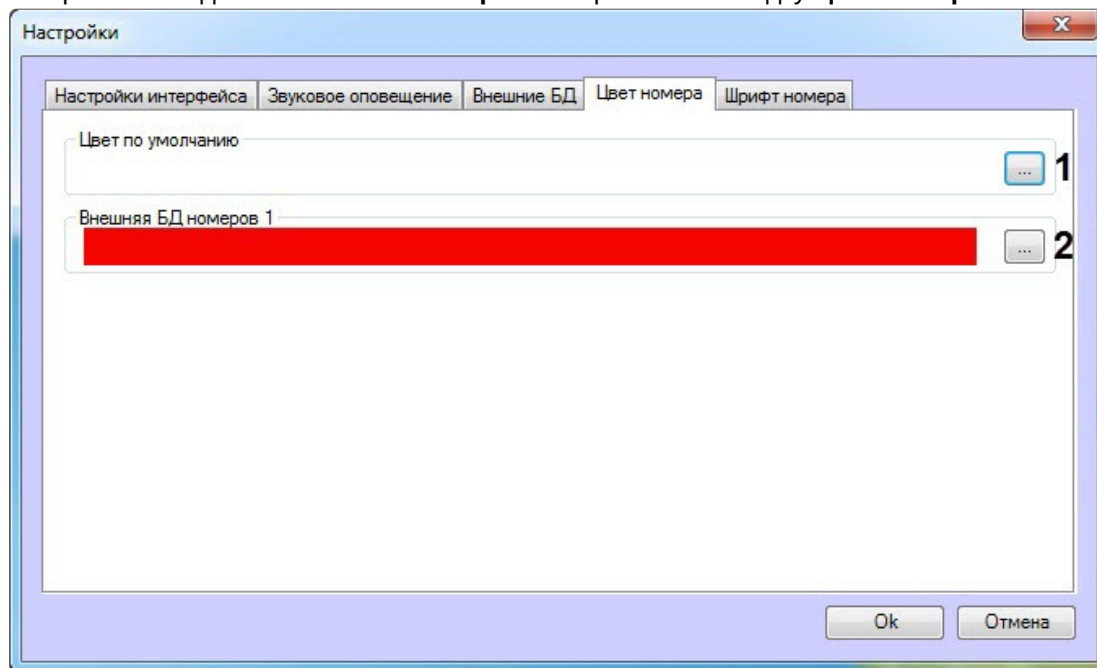 Настройки
Настройки интерфейса Звуковое оповещение Внешние БД Цвет номера Шрифт номера
Цвет по умолчанию
... 1
Внешняя БД номеров 1
... 2
Ok Отмена